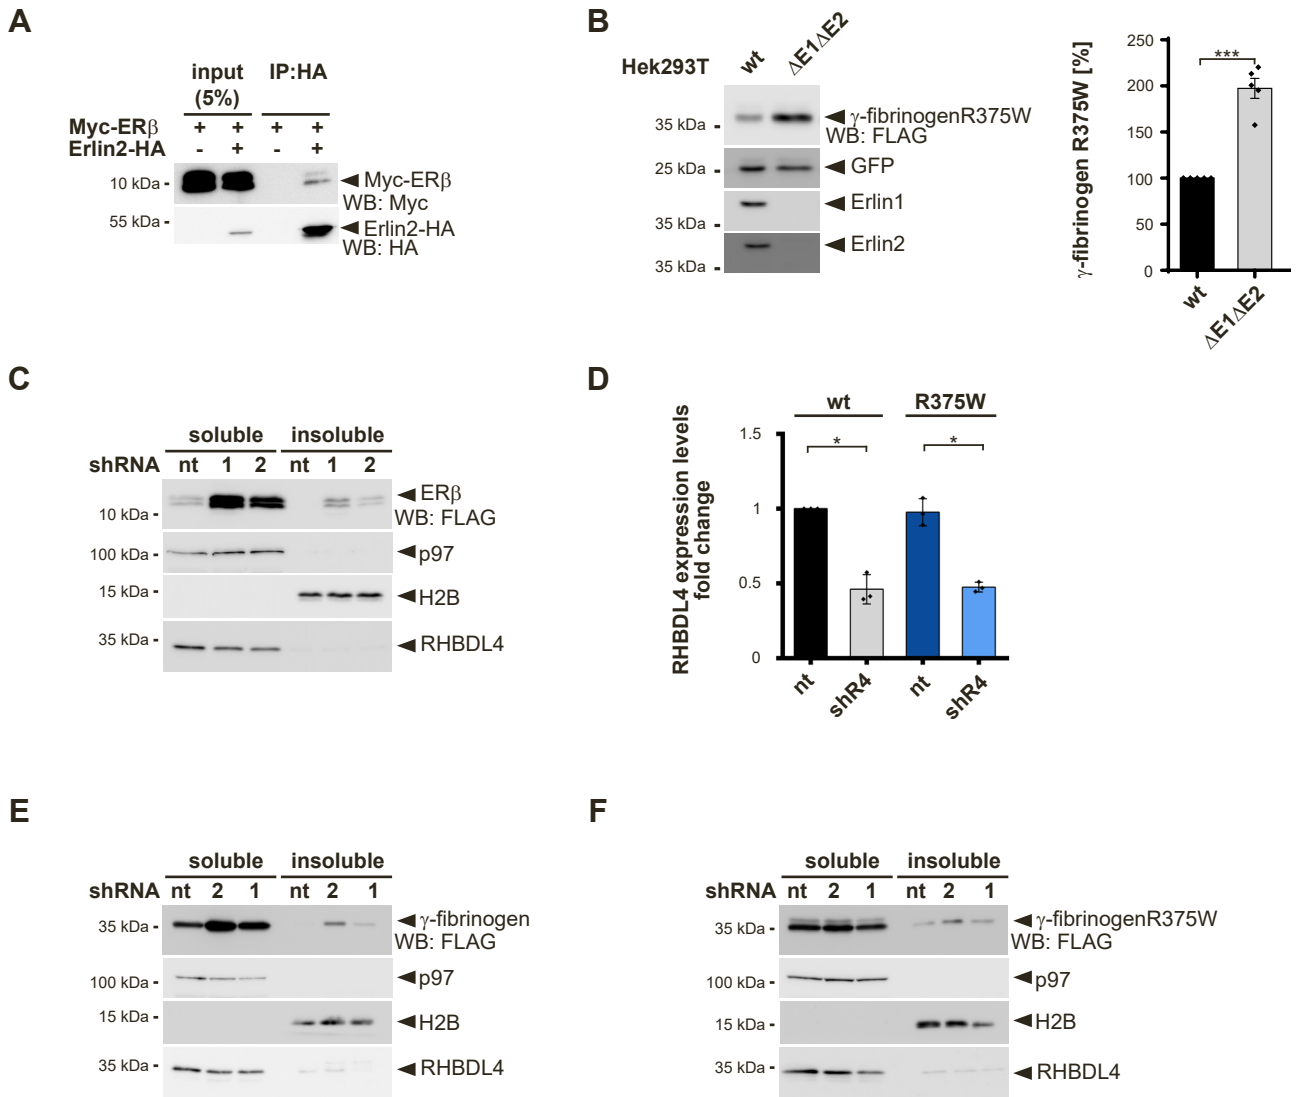 A
input
(5%)
IP:HA
Myc-ERβ + + + +
Erlin2-HA - + - +
10 kDa
Myc-ERβ
WB: Myc
55 kDa
Erlin2-HA
WB: HA
B
Hek293T
wt
ΔE1ΔE2
35 kDa
γ-fibrinogenR375W
WB: FLAG
25 kDa
GFP
Erlin1
35 kDa
Erlin2
35 kDa
γ-fibrinogen R375W [%]
250
200
150
100
50
0
***
wt
ΔE1ΔE2
C
soluble insoluble
shRNA nt 1 2 nt 1 2
ERβ
10 kDa
WB: FLAG
100 kDa
p97
15 kDa
H2B
35 kDa
RHBDL4
D
wt R375W
RHBDL4 expression levels
fold change
1.5
1
0.5
0
* *
nt shR4 nt shR4
E
soluble insoluble
shRNA nt 2 1 nt 2 1
35 kDa
γ-fibrinogen
WB: FLAG
100 kDa
p97
15 kDa
H2B
35 kDa
RHBDL4
F
soluble insoluble
shRNA nt 2 1 nt 2 1
35 kDa
γ-fibrinogenR375W
WB: FLAG
100 kDa
p97
15 kDa
H2B
35 kDa
RHBDL4